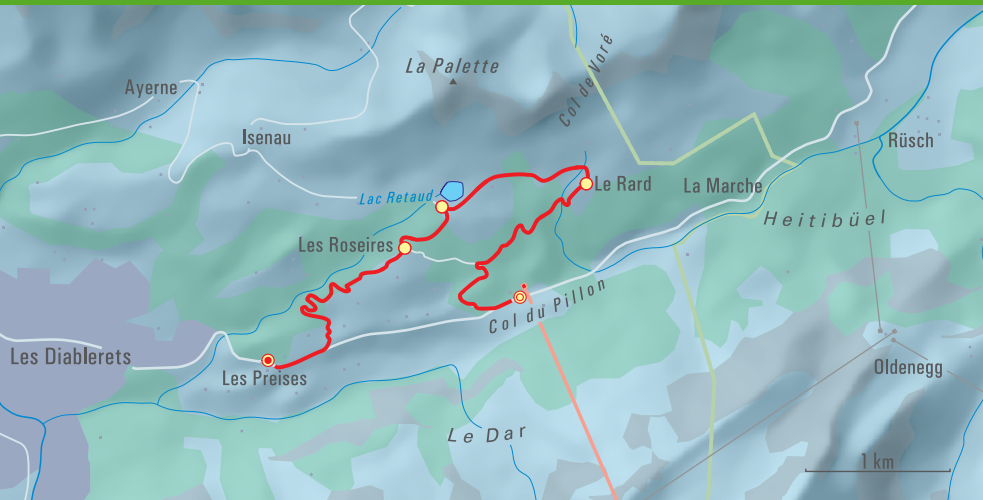 La Palette
Col de Voré
Ayerne
Isenau
Rüsch
Lac Retaud
Le Rard
La Marche
Heitibüel
Les Roseires
Col du Pillon
Les Diablerets
Les Preises
Oldenegg
Le Dar
1 km